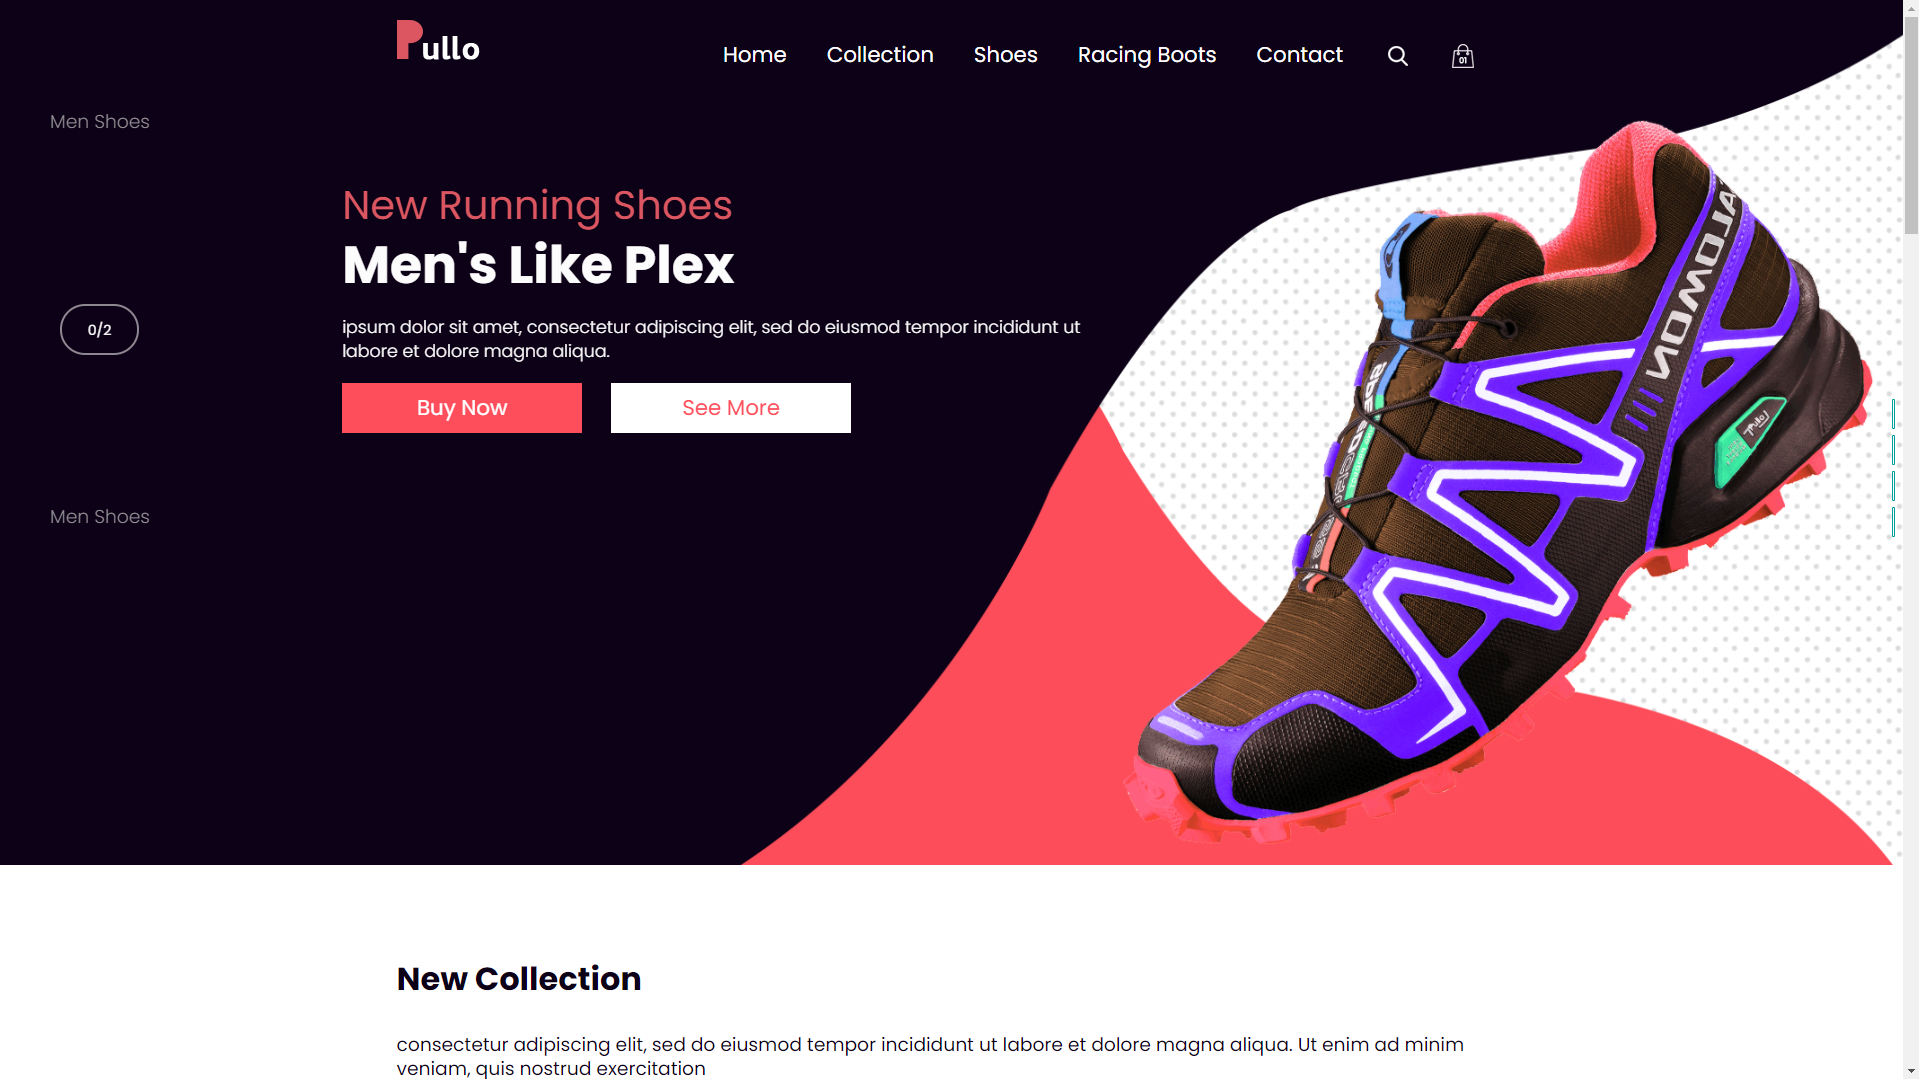 Pullo
Home Collection Shoes Racing Boots Contact
01
Men Shoes
New Running Shoes
Men's Like Plex
0/2
ipsum dolor sit amet, consectetur adipiscing elit, sed do eiusmod tempor incididunt ut
labore et dolore magna aliqua.
Buy Now See More
Men Shoes
Pullo
New Collection
consectetur adipiscing elit, sed do eiusmod tempor incididunt ut labore et dolore magna aliqua. Ut enim ad minim
veniam, quis nostrud exercitation